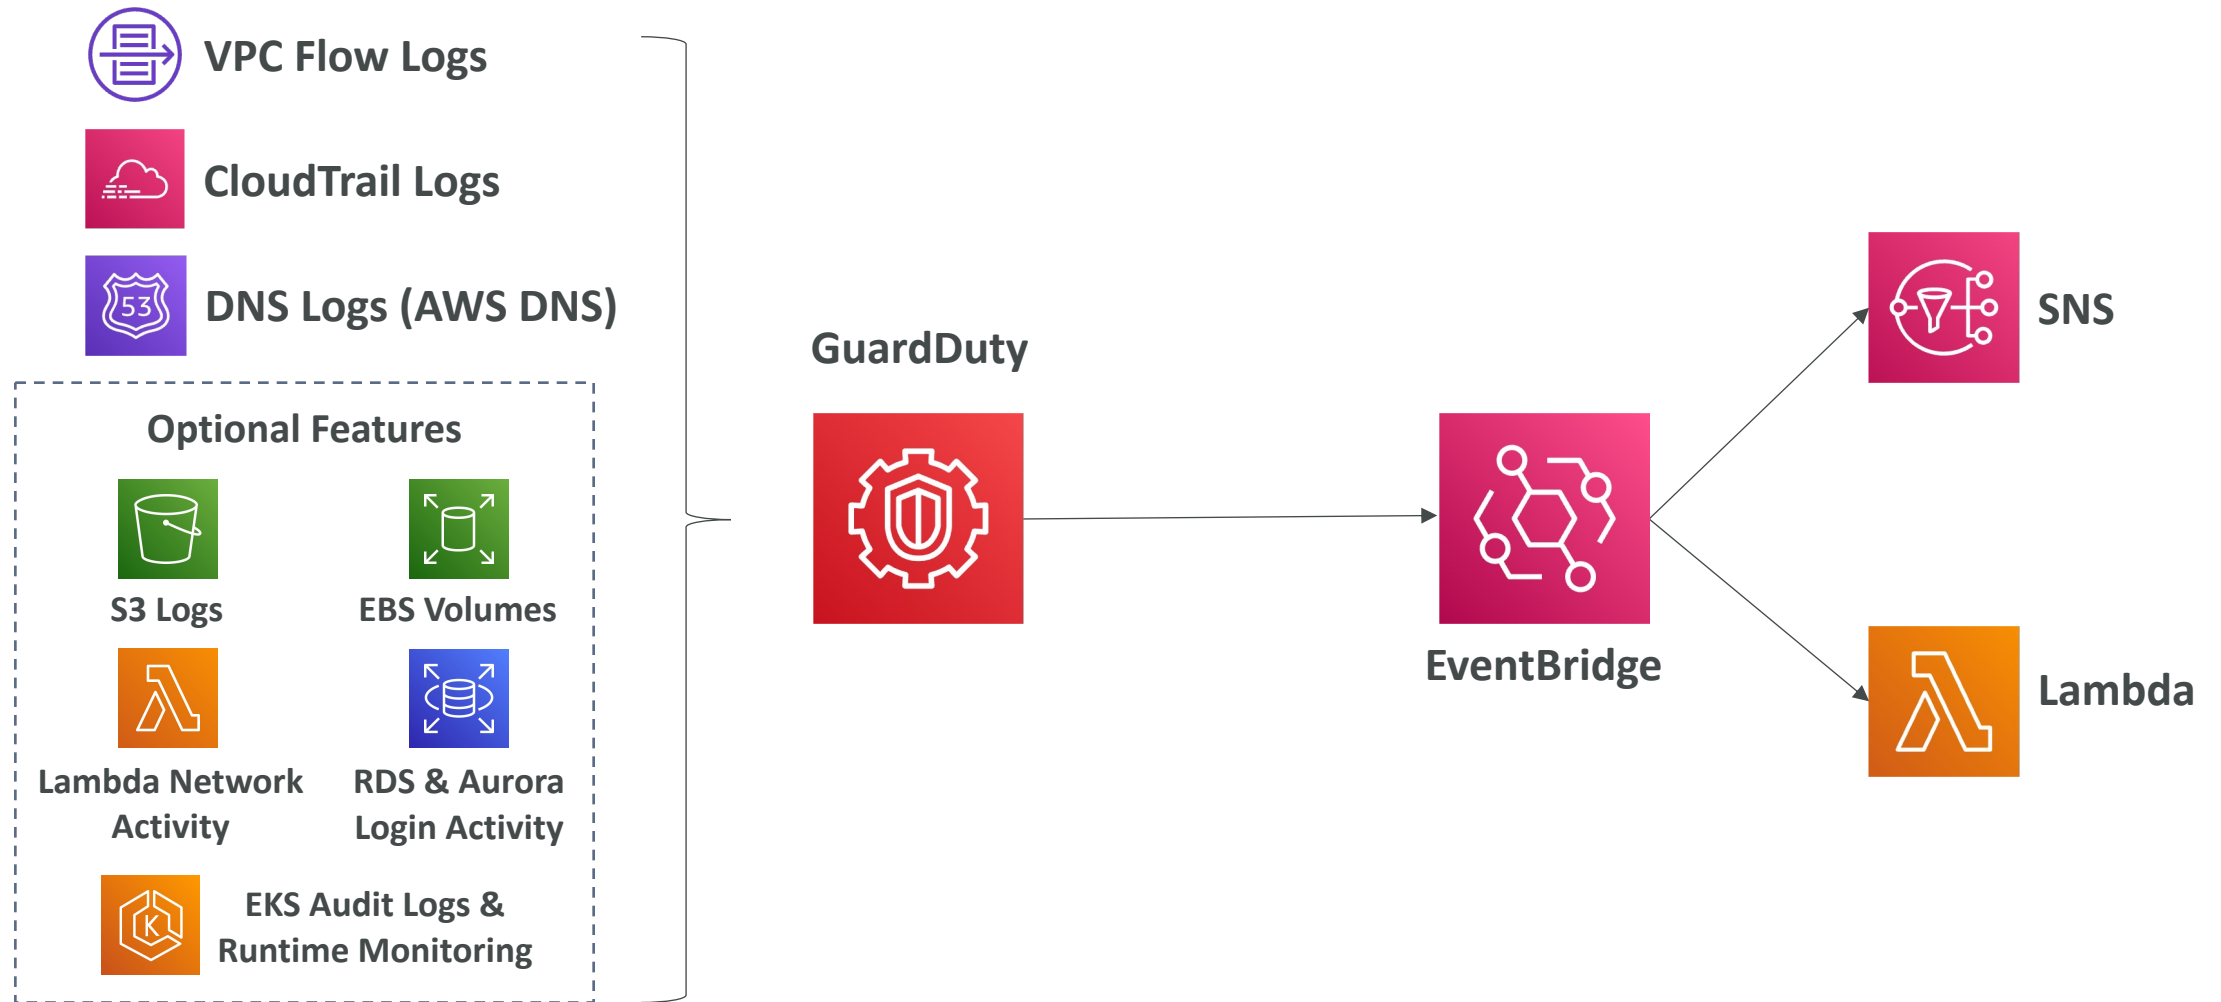 VPC Flow Logs
CloudTrail Logs
53
DNS Logs (AWS DNS)
Optional Features
S3 Logs
EBS Volumes
Lambda Network
Activity
RDS & Aurora
Login Activity
K
EKS Audit Logs &
Runtime Monitoring
GuardDuty
EventBridge
SNS
Lambda